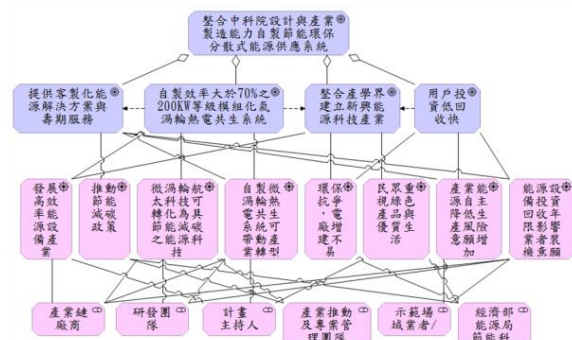 整合中科院設計與產業
製造能力自製節能環保
分散式能源供應系統
提供客製化能
源解決方案與
壽期服務
自製效率大於70%之
200KW等級模組化氣
渦輪熱電共生系統
整合產學界
建立新興能
源科技產業
用戶投
資低回
收快
發展
高效能
率源設
備產
業
推動
節能
減碳
政策
微渦輪技航
太科可為具
轉化能減碳
節能源科
之技
自製微
渦輪熱
電共生
系統可
帶動產
業轉型
環保
抗爭,電
廠增建不
易
民眾重
視綠色
產品與
優質生
活
產業能
源自主
降低風險
產生
意願增
加
能源設
備投資
回收年
限影響
業者裝
機意願
產業鏈
廠商
研發團
隊
計畫
主持人
產業推動
及專案管
理團隊
示範場
域業者/
經濟部
能源局
節能科